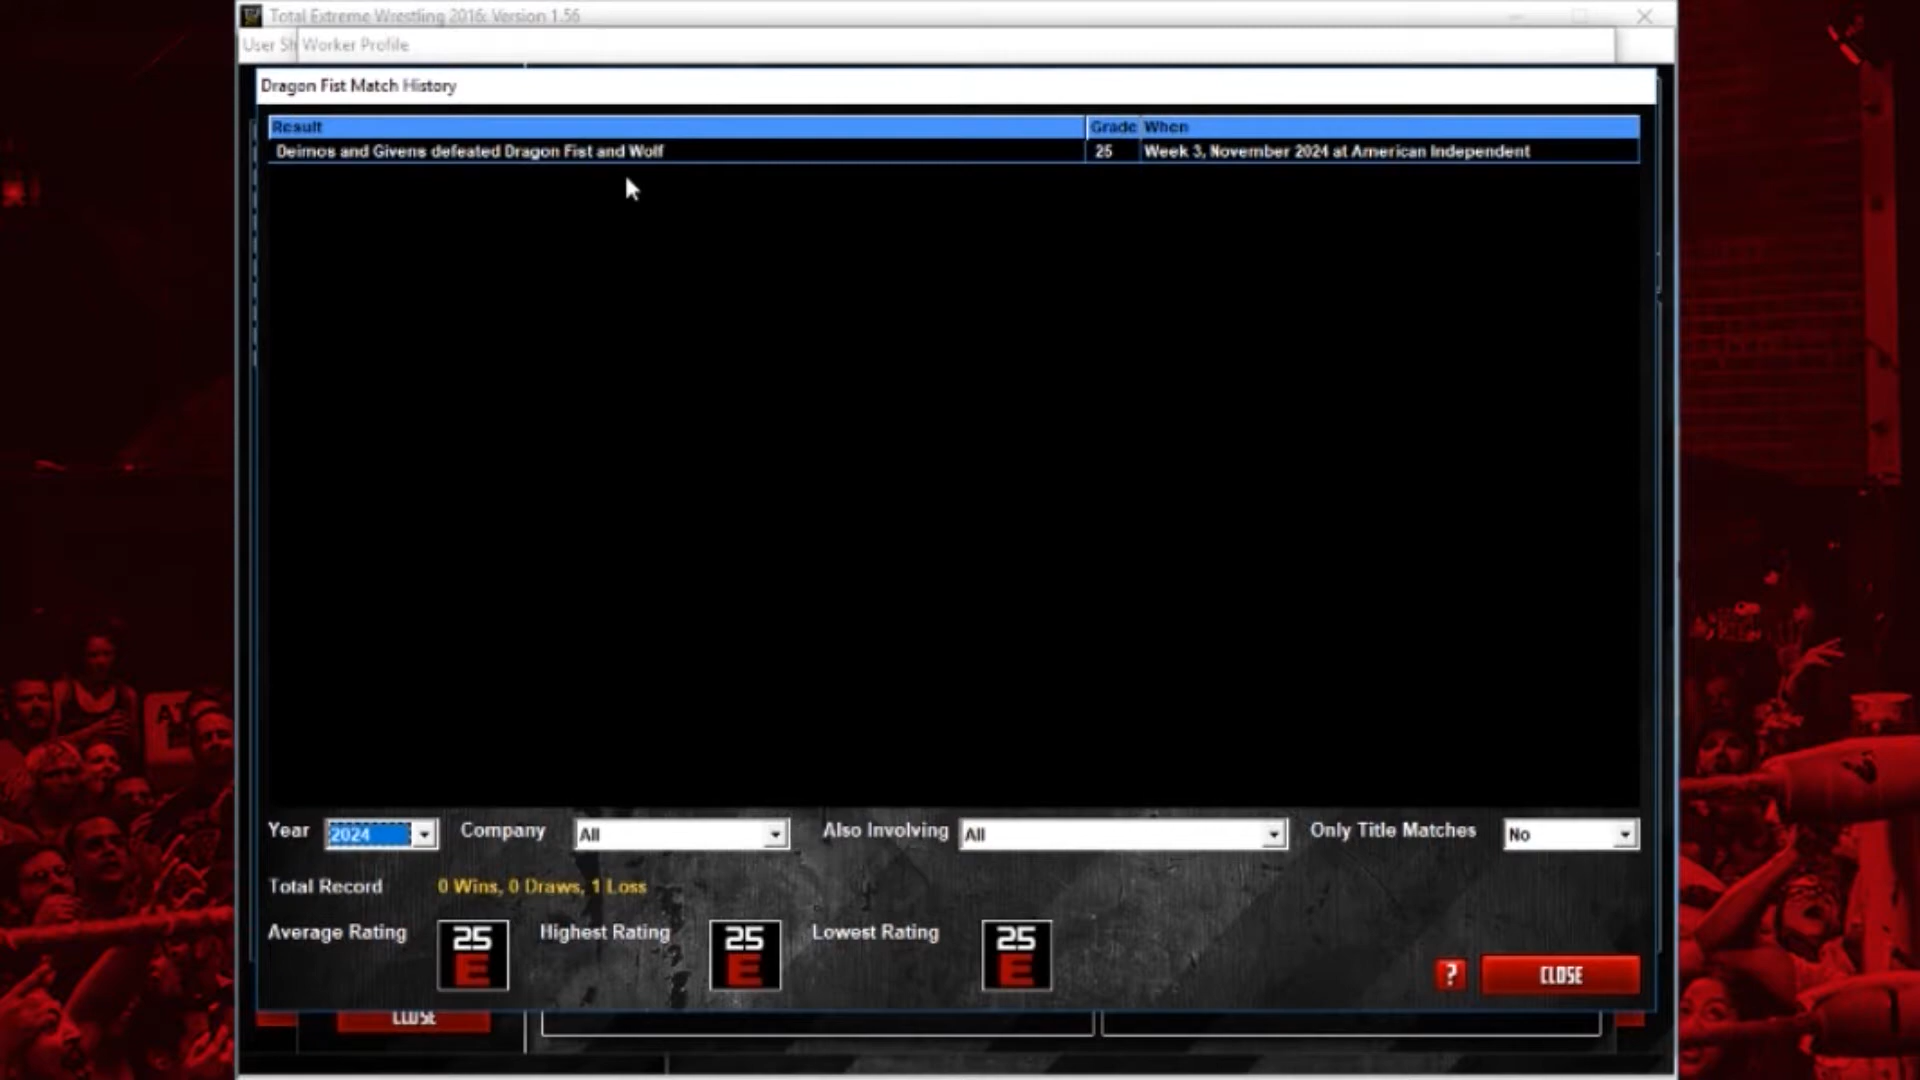 Total Extreme Wrestling 2016: Version 1.56
User Sh Worker Profile
Dragon Fist Match History
Result Grade When
Deimos and Givens defeated Dragon Fist and Wolf 25 Week 3, November 2024 at American Independent
Year 2024 Company All Also Involving All Only Title Matches No
Total Record 0 Wins, 0 Draws, 1 Loss
Average Rating 25 E Highest Rating 25 E Lowest Rating 25 E
? CLOSE
CLOSE